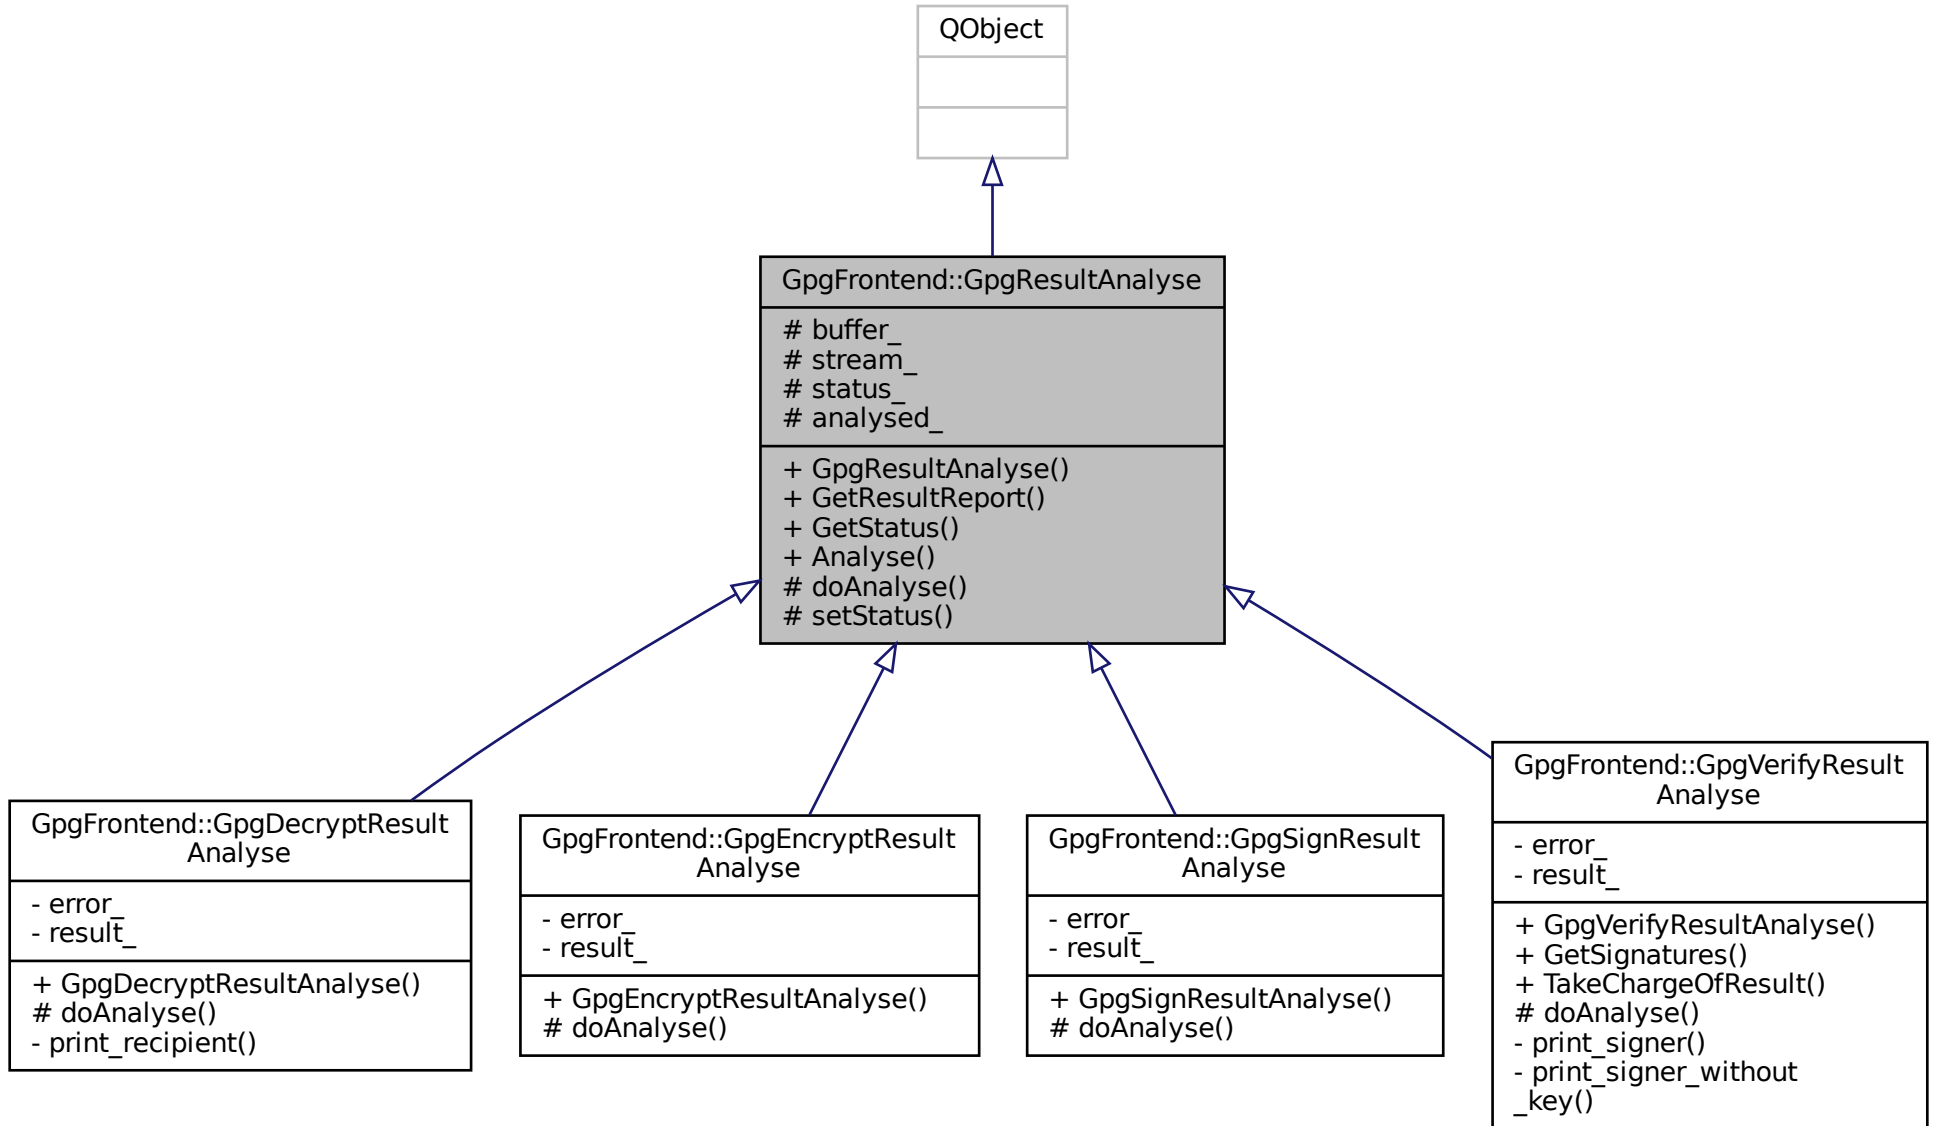 QObject
GpgFrontend::GpgResultAnalyse
# buffer_
# stream_
# status_
# analysed_
+ GpgResultAnalyse()
+ GetResultReport()
+ GetStatus()
+ Analyse()
# doAnalyse()
# setStatus()
GpgFrontend::GpgDecryptResult
Analyse
- error_
- result_
+ GpgDecryptResultAnalyse()
# doAnalyse()
- print_recipient()
GpgFrontend::GpgEncryptResult
Analyse
- error_
- result_
+ GpgEncryptResultAnalyse()
# doAnalyse()
GpgFrontend::GpgSignResult
Analyse
- error_
- result_
+ GpgSignResultAnalyse()
# doAnalyse()
GpgFrontend::GpgVerifyResult
Analyse
- error_
- result_
+ GpgVerifyResultAnalyse()
+ GetSignatures()
+ TakeChargeOfResult()
# doAnalyse()
- print_signer()
- print_signer_without
_key()